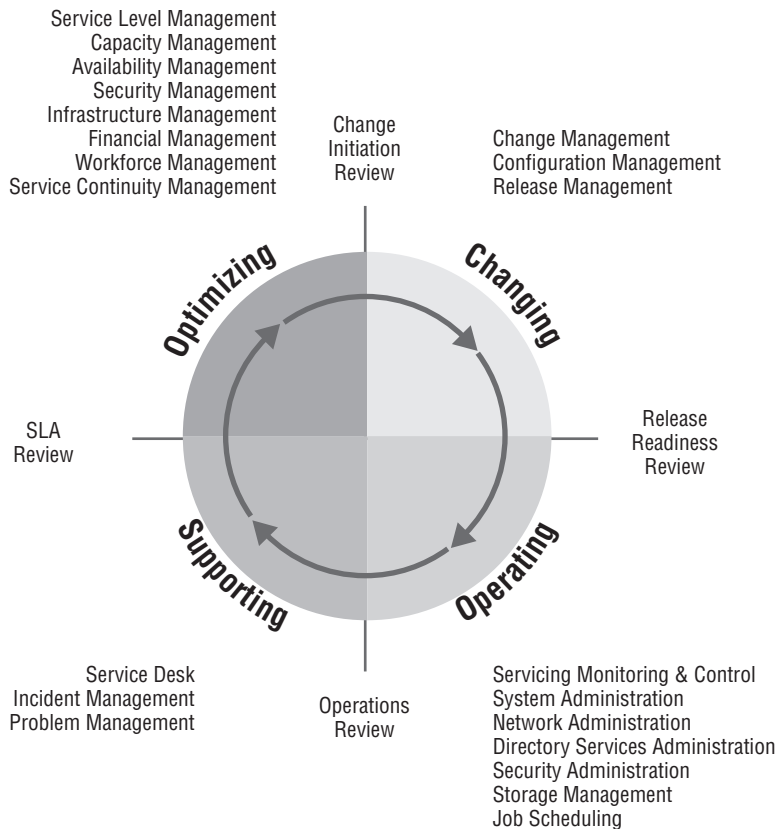 Service Level Management
Capacity Management
Availability Management
Security Management
Infrastructure Management
Financial Management
Workforce Management
Service Continuity Management
Change
Initiation
Review
Change Management
Configuration Management
Release Management
Optimizing
Changing
SLA
Review
Release
Readiness
Review
Supporting
Operating
Service Desk
Incident Management
Problem Management
Operations
Review
Servicing Monitoring & Control
System Administration
Network Administration
Directory Services Administration
Security Administration
Storage Management
Job Scheduling